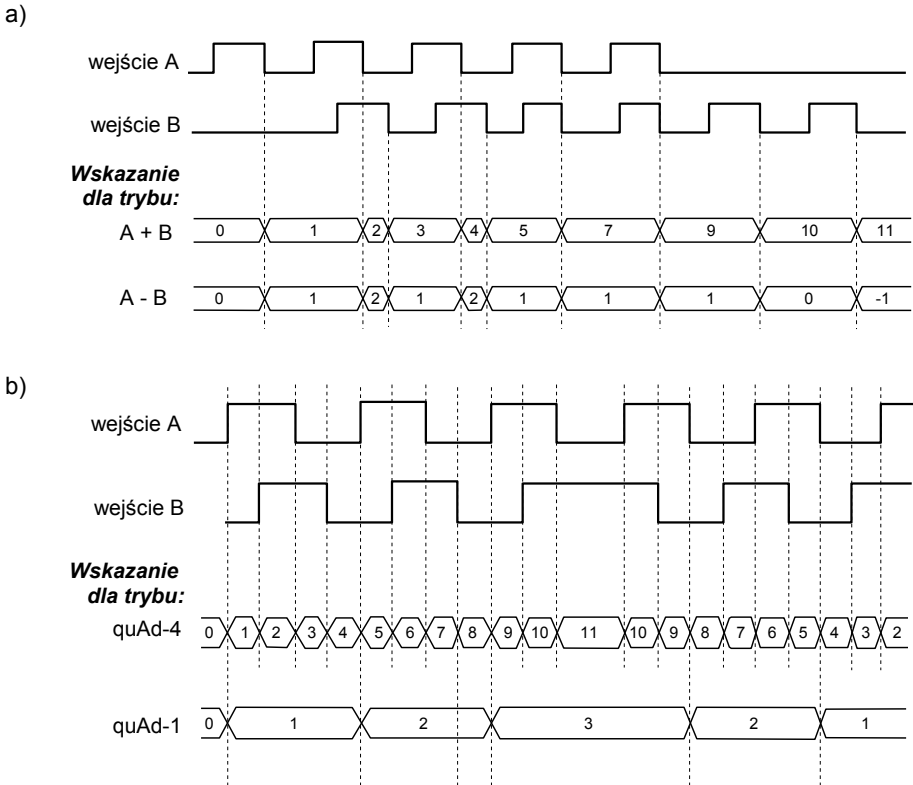 a)
wejście A
wejście B
Wskazanie
dla trybu:
A + B 0 1 2 3 4 5 7 9 10 11
A - B 0 1 2 1 2 1 1 1 0 -1
b)
wejście A
wejście B
Wskazanie
dla trybu:
quAd-4 0 1 2 3 4 5 6 7 8 9 10 11 10 9 8 7 6 5 4 3 2
quAd-1 0 1 2 3 2 1